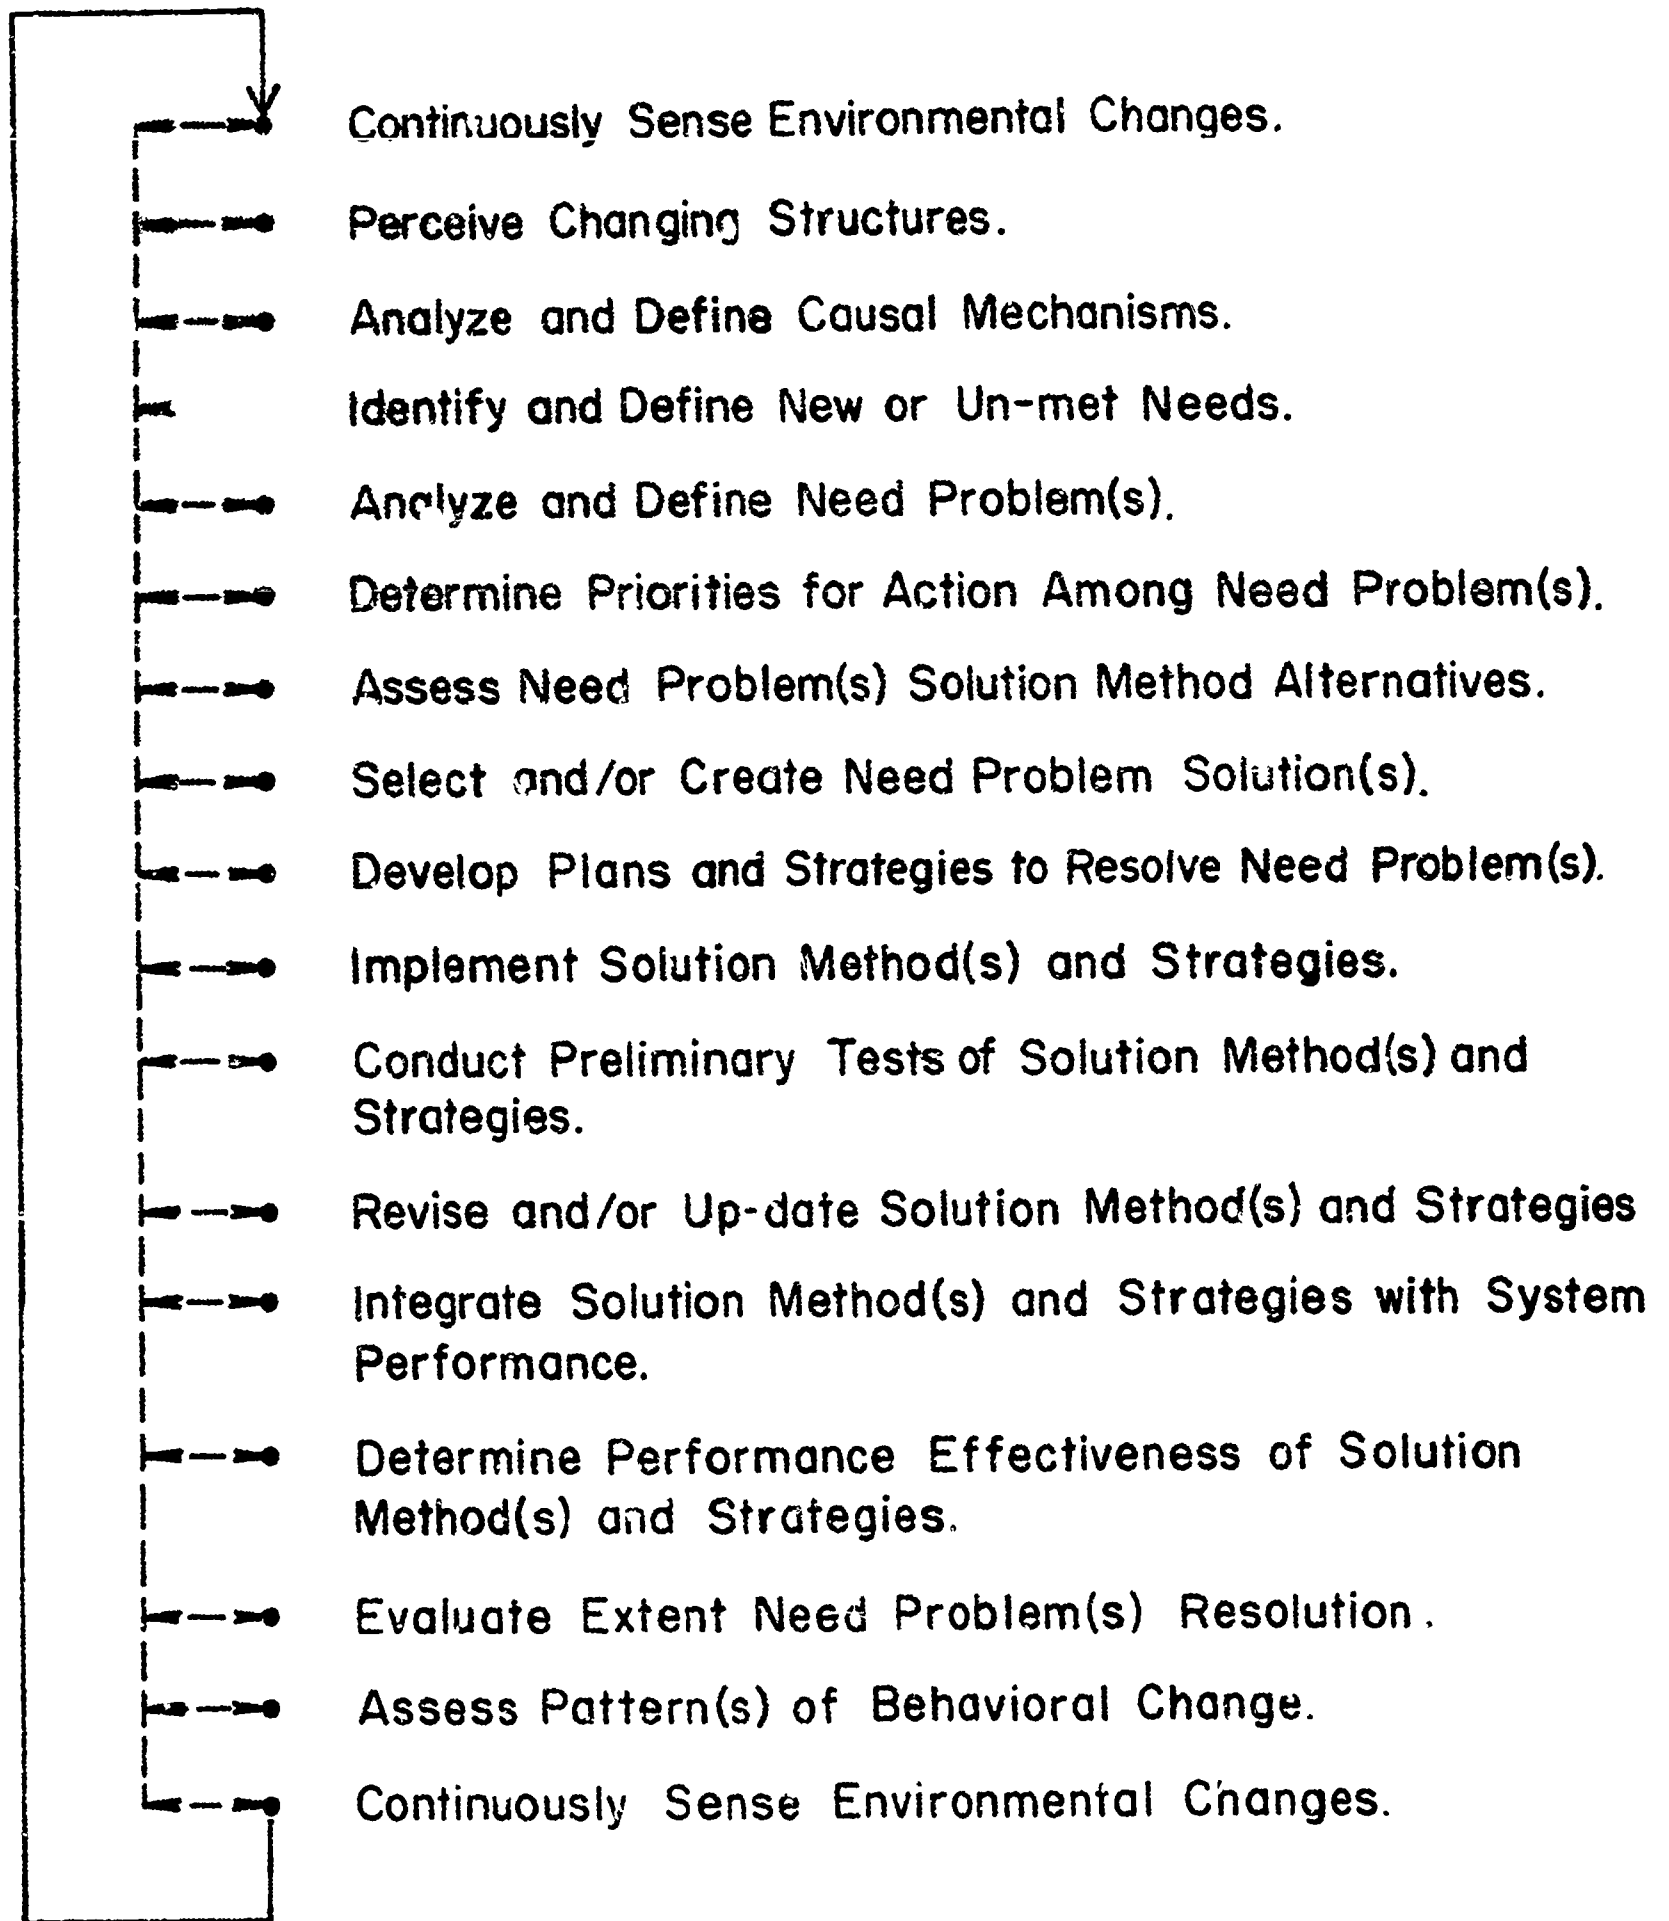 Continuously Sense Environmental Changes.
Perceive Changing Structures.
Analyze and Define Causal Mechanisms.
Identify and Define New or Un-met Needs.
Analyze and Define Need Problem(s).
Determine Priorities for Action Among Need Problem(s).
Assess Need Problem(s) Solution Method Alternatives.
Select and/or Create Need Problem Solution(s).
Develop Plans and Strategies to Resolve Need Problem(s).
Implement Solution Method(s) and Strategies.
Conduct Preliminary Tests of Solution Method(s) and
Strategies.
Revise and/or Up-date Solution Method(s) and Strategies
Integrate Solution Method(s) and Strategies with System
Performance.
Determine Performance Effectiveness of Solution
Method(s) and Strategies.
Evaluate Extent Need Problem(s) Resolution.
Assess Pattern(s) of Behavioral Change.
Continuously Sense Environmental Changes.